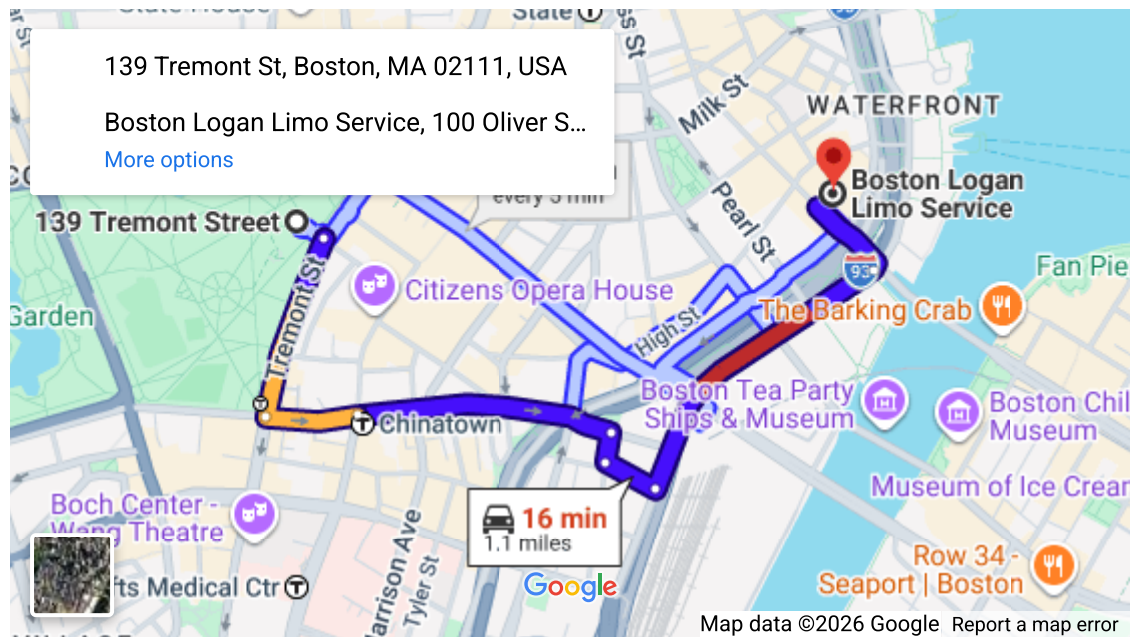 State
139 Tremont St, Boston, MA 02111, USA
Boston Logan Limo Service, 100 Oliver S...
More options
every 5 min
Milk St
WATERFRONT
Pearl St
Boston Logan
Limo Service
139 Tremont Street
93
Fan Pie
Tremont St
Citizens Opera House
The Barking Crab
Garden
High St
Boston Tea Party
Ships & Museum
Boston Chil
Museum
T
T Chinatown
Museum of Ice Crear
Boch Center -
Wang Theatre
16 min
1.1 miles
Harrison Ave
Tyler St
Row 34 -
Seaport | Boston
fts Medical Ctr T
Google
Map data ©2026 Google
Report a map error